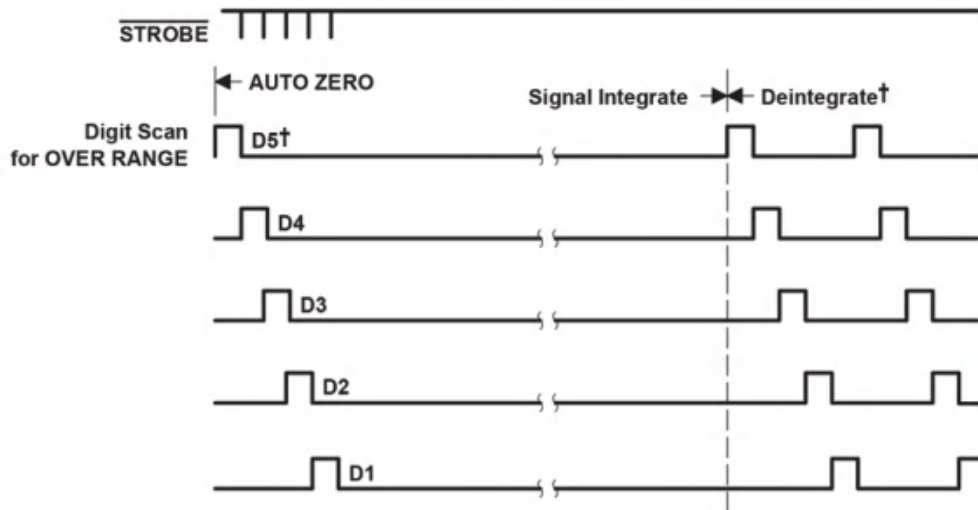 STROBE
AUTO ZERO
Signal Integrate
Deintegrate†
Digit Scan
for OVER RANGE
D5†
D4
D3
D2
D1